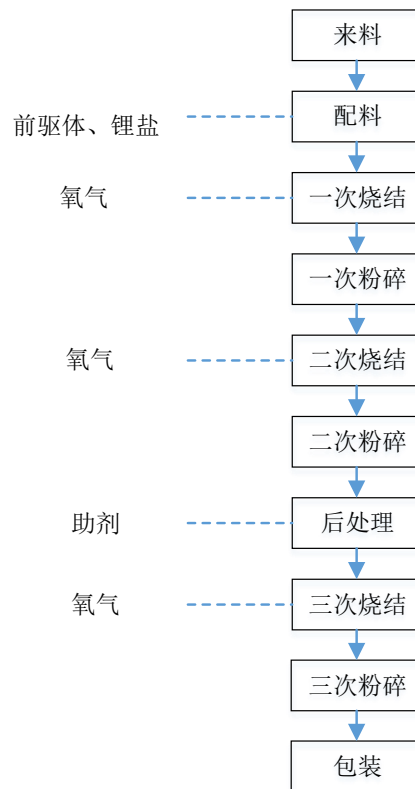 来料
前驱体、锂盐
配料
氧气
一次烧结
一次粉碎
氧气
二次烧结
二次粉碎
助剂
后处理
氧气
三次烧结
三次粉碎
包装